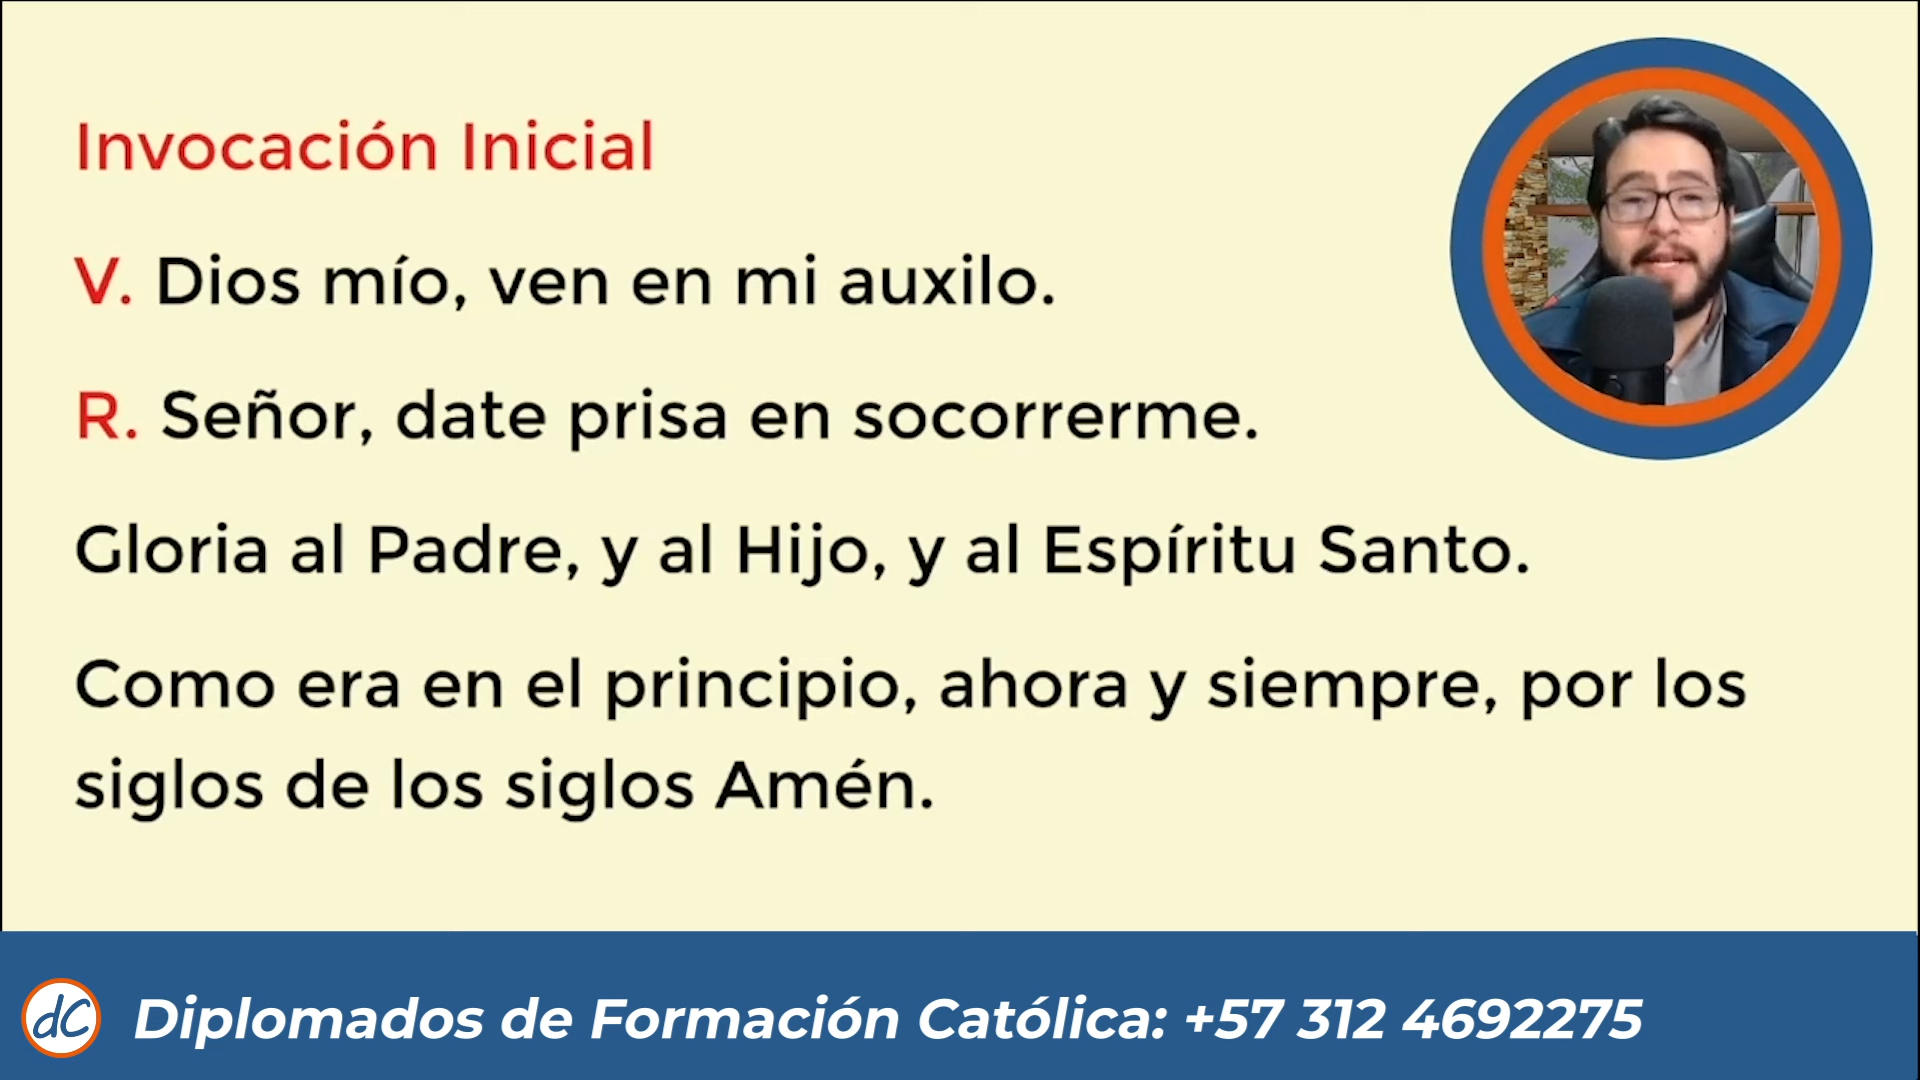 Invocación Inicial
V. Dios mío, ven en mi auxilo.
R. Señor, date prisa en socorrerme.
Gloria al Padre, y al Hijo, y al Espíritu Santo.
Como era en el principio, ahora y siempre, por los
siglos de los siglos Amén.
dC Diplomados de Formación Católica: +57 312 4692275